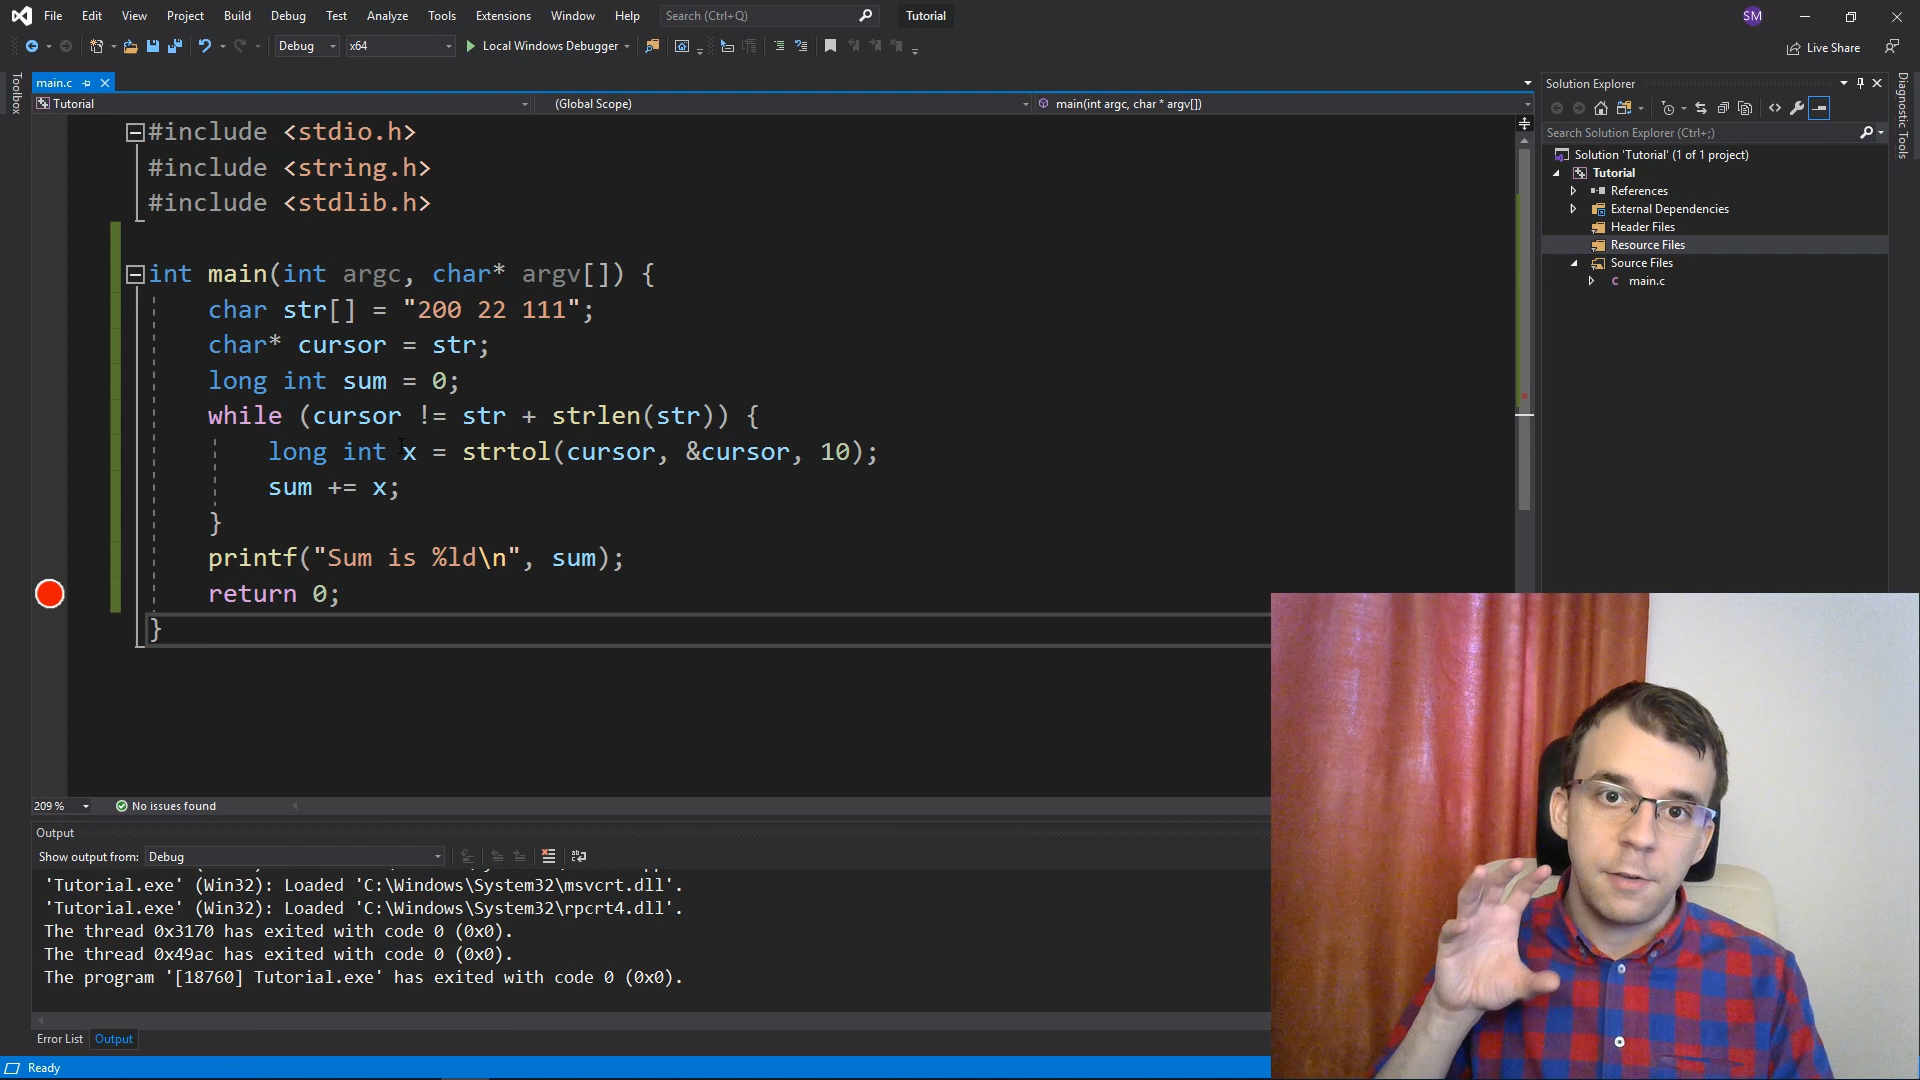 File Edit View Project Build Debug Test Analyze Tools Extensions Window Help Search (Ctrl+Q) Tutorial SM
Debug x64 Local Windows Debugger Live Share
Toolbox
main.c
Tutorial (Global Scope) main(int argc, char * argv[])
#include <stdio.h>
#include <string.h>
#include <stdlib.h>
int main(int argc, char* argv[]) {
char str[] = "200 22 111";
char* cursor = str;
long int sum = 0;
while (cursor != str + strlen(str)) {
long int x = strtol(cursor, &cursor, 10);
sum += x;
}
printf("Sum is %ld\n", sum);
return 0;
}
209 % No issues found
Output
Show output from: Debug
'Tutorial.exe' (Win32): Loaded 'C:\Windows\System32\msvcrt.dll'.
'Tutorial.exe' (Win32): Loaded 'C:\Windows\System32\rpcrt4.dll'.
The thread 0x3170 has exited with code 0 (0x0).
The thread 0x49ac has exited with code 0 (0x0).
The program '[18760] Tutorial.exe' has exited with code 0 (0x0).
Error List Output
Ready
Solution Explorer
Search Solution Explorer (Ctrl+;)
Solution 'Tutorial' (1 of 1 project)
Tutorial
References
External Dependencies
Header Files
Resource Files
Source Files
main.c
Diagnostic Tools